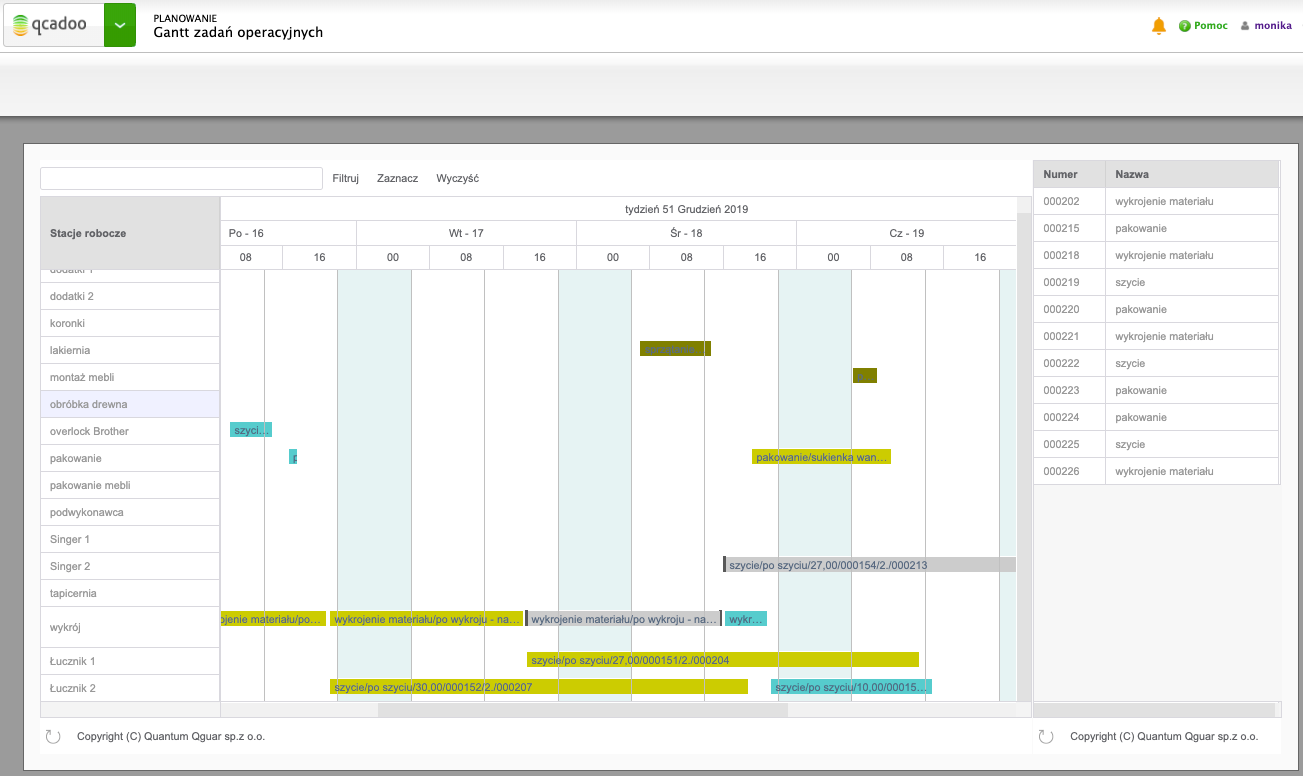 qcadoo
PLANOWANIE
Gantt zadań operacyjnych
Pomoc
monika
Filtruj Zaznacz Wyczyść
Stacje robocze
tydzień 51 Grudzień 2019
Po - 16 Wt - 17 Śr - 18 Cz - 19
08 16 00 08 16 00 08 16 00 08 16
dodatki 1
dodatki 2
koronki
lakiernia
montaż mebli
p...
obróbka drewna
overlock Brother szyci...
pakowanie p pakowanie/sukienka wan...
pakowanie mebli
podwykonawca
Singer 1
Singer 2 szycie/po szyciu/27,00/000154/2./000213
tapicernia
wykrój ojenie materiału/po... wykrojenie materiału/po wykroju - na... wykrojenie materiału/po wykroju - na... wykr...
Łucznik 1 szycie/po szyciu/27,00/000151/2./000204
Łucznik 2 szycie/po szyciu/30,00/000152/2./000207 szycie/po szyciu/10,00/00015...
Copyright (C) Quantum Qguar sp.z o.o.
Numer Nazwa
000202 wykrojenie materiału
000215 pakowanie
000218 wykrojenie materiału
000219 szycie
000220 pakowanie
000221 wykrojenie materiału
000222 szycie
000223 pakowanie
000224 pakowanie
000225 szycie
000226 wykrojenie materiału
Copyright (C) Quantum Qguar sp.z o.o.